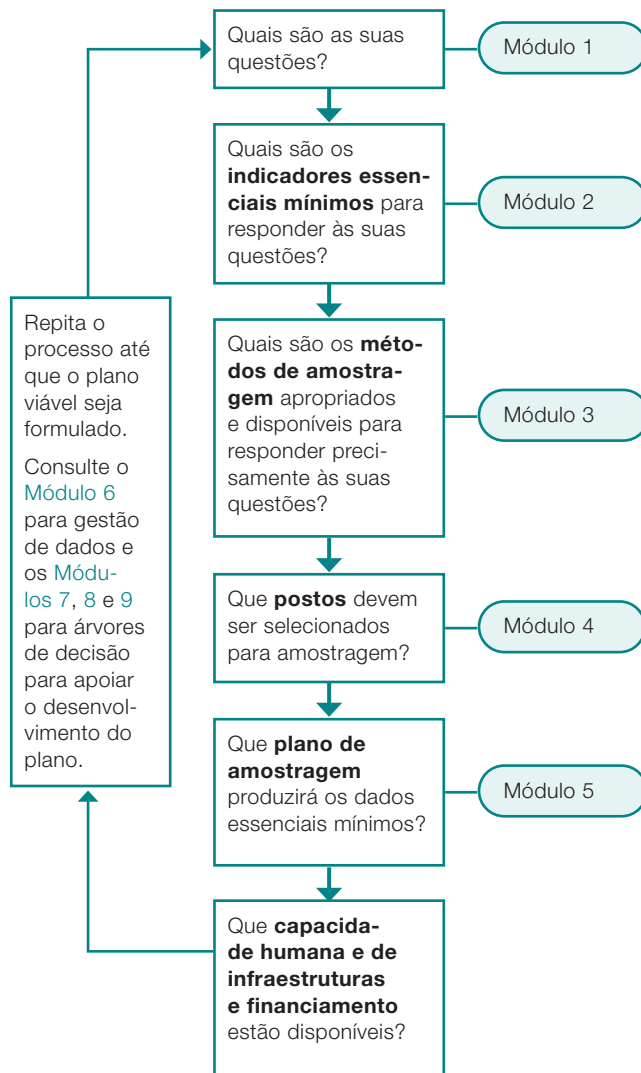 Quais são as suas
questões?
Módulo 1
Quais são os
indicadores essen-
ciais mínimos para
responder às suas
questões?
Módulo 2
Quais são os méto-
dos de amostra-
gem apropriados
e disponíveis para
responder preci-
samente às suas
questões?
Módulo 3
Que postos devem
ser selecionados
para amostragem?
Módulo 4
Que plano de
amostragem
produzirá os dados
essenciais mínimos?
Módulo 5
Que capacida-
de humana e de
infraestruturas
e financiamento
estão disponíveis?
Repita o
processo até
que o plano
viável seja
formulado.
Consulte o
Módulo 6
para gestão
de dados e
os Módu-
los 7, 8 e 9
para árvores
de decisão
para apoiar
o desenvol-
vimento do
plano.